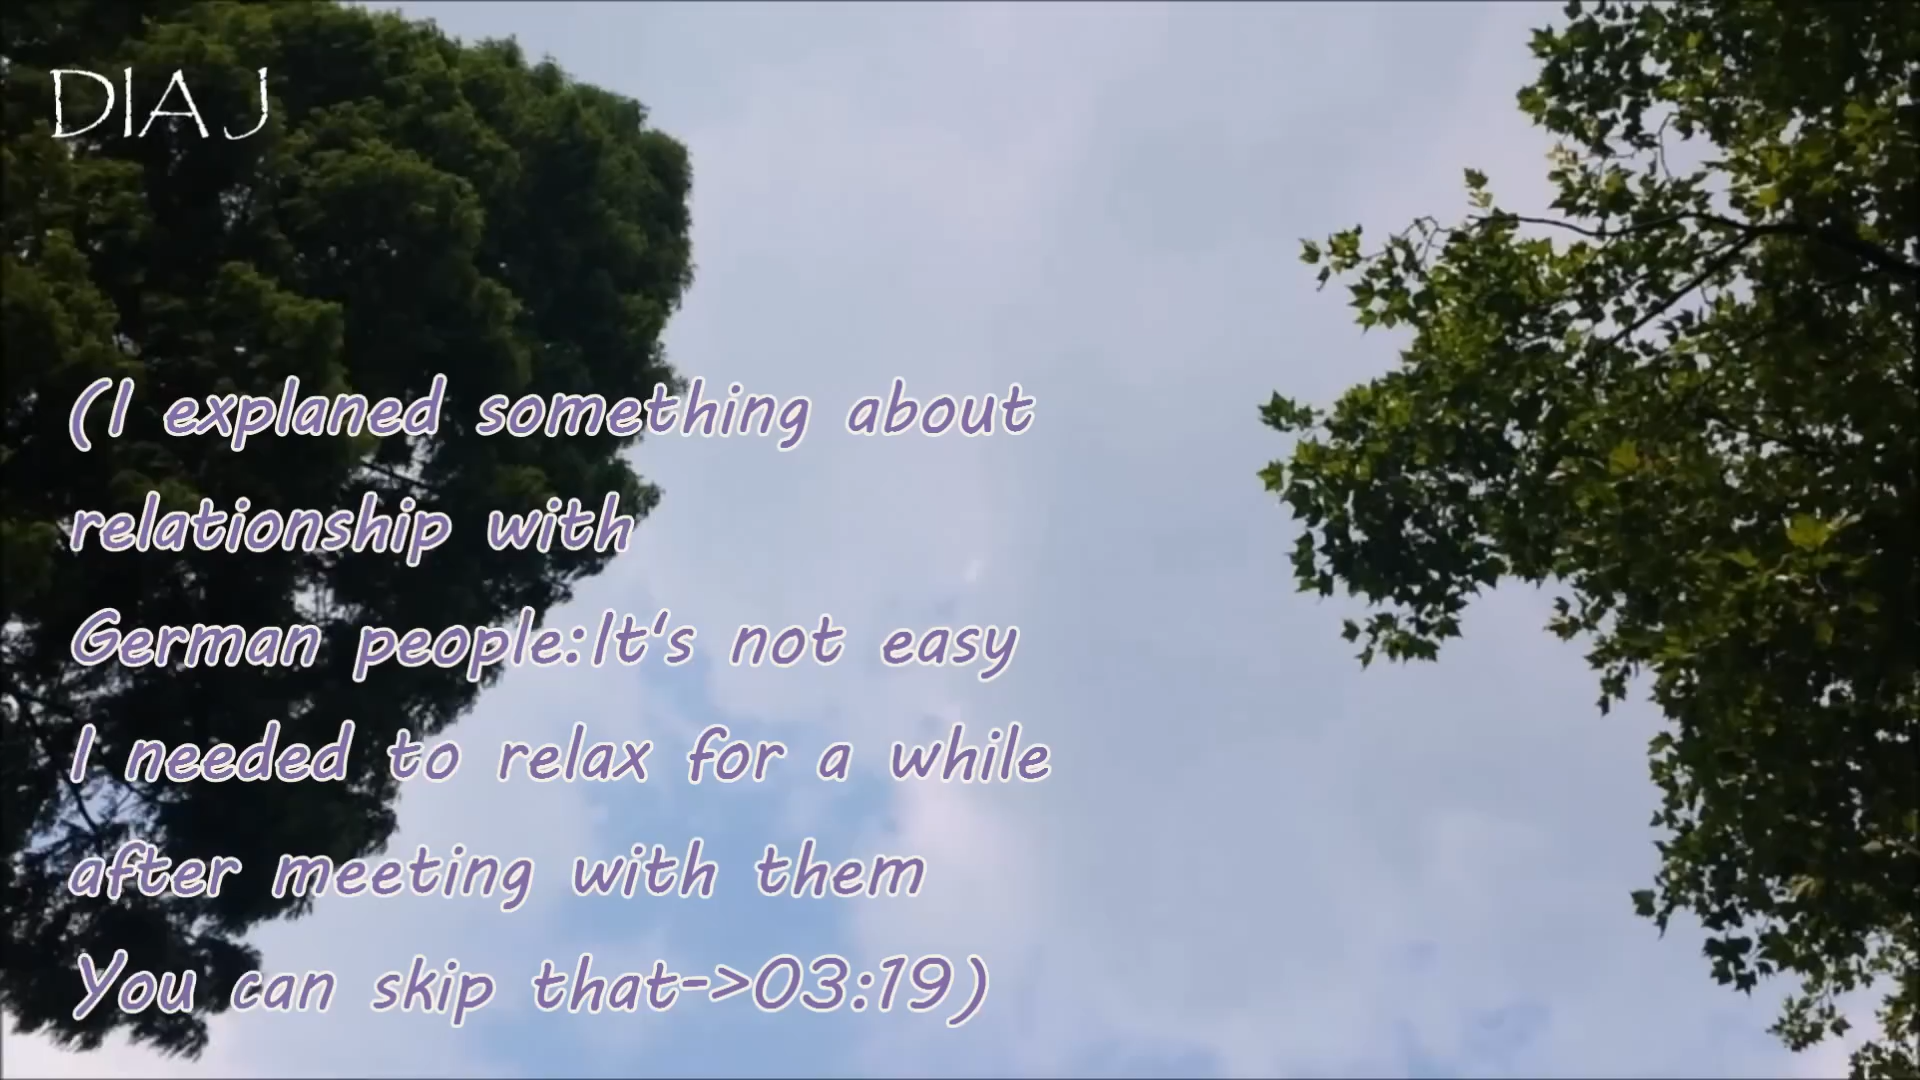 DIA J
(I explaned something about
relationship with
German people:It's not easy
I needed to relax for a while
after meeting with them
You can skip that->03:19)